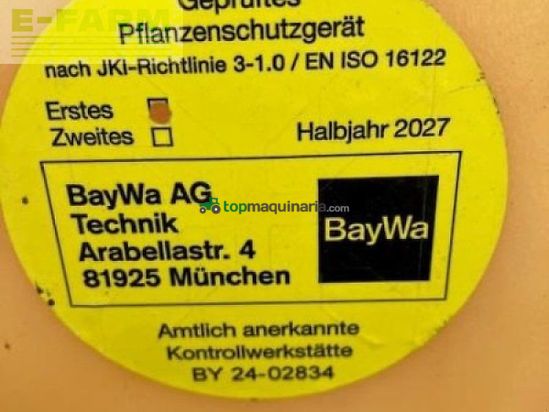 E-FARM
Geprüftes
Pflanzenschutzgerät
nach JKI-Richtlinie 3-1.0 / EN ISO 16122
Erstes
Zweites
Halbjahr 2027
BayWa AG
Technik
Arabellastr. 4
81925 München
BayWa
topmaquinaria.com
Amtlich anerkannte
Kontrollwerkstätte
BY 24-02834